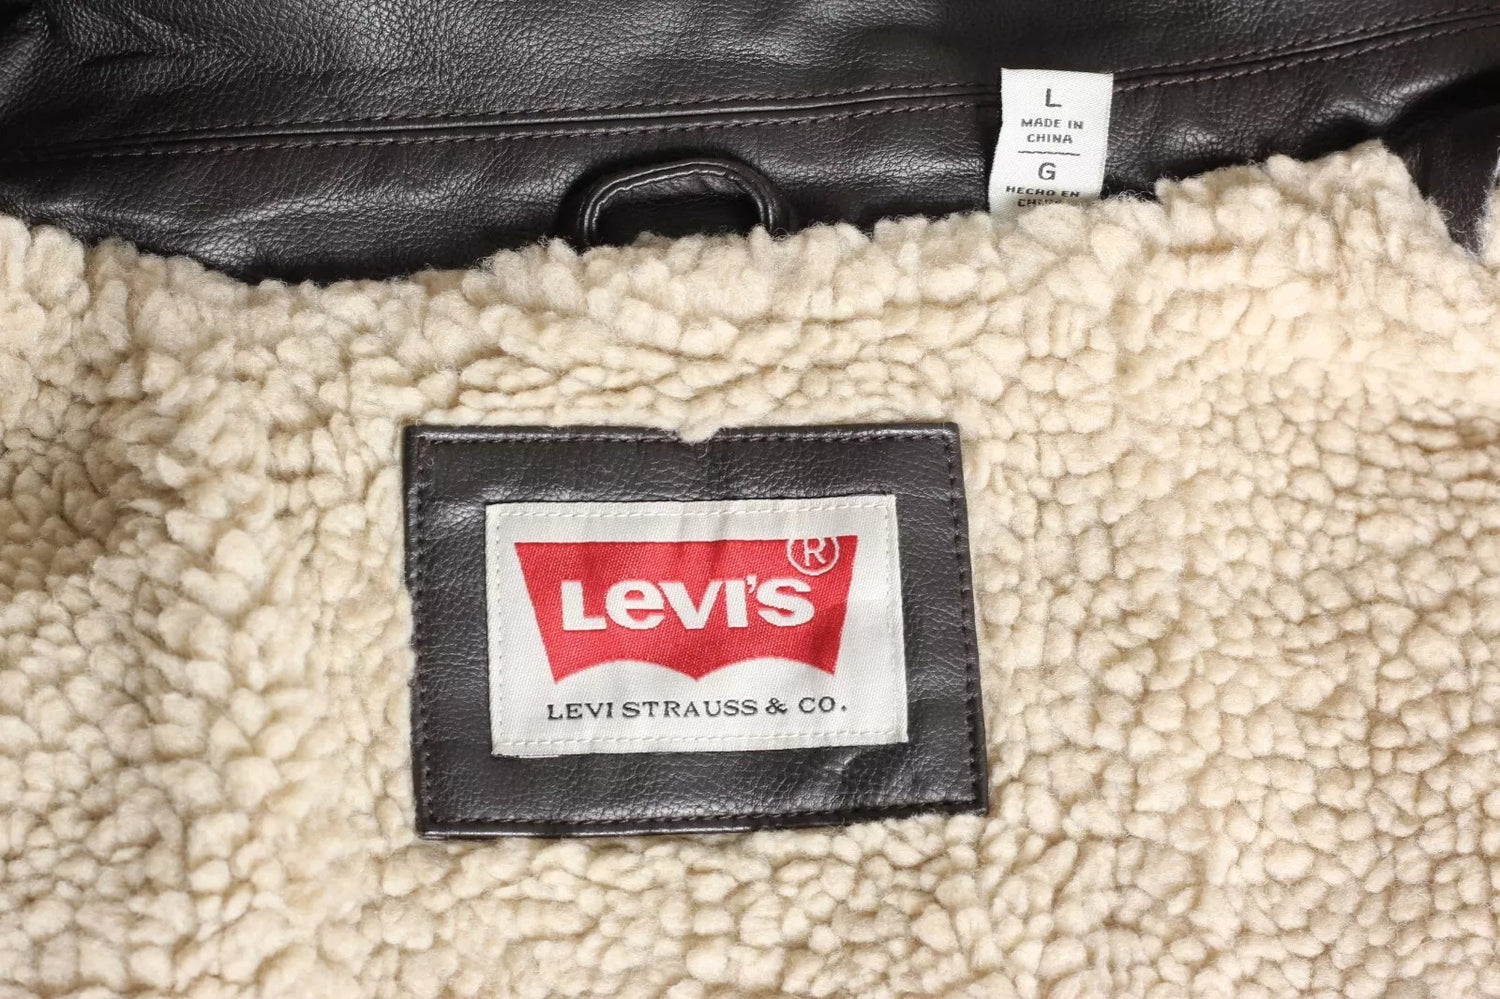 L
MADE IN
CHINA
G
HECHO EN
LEVI'S
®
LEVI STRAUSS & CO.